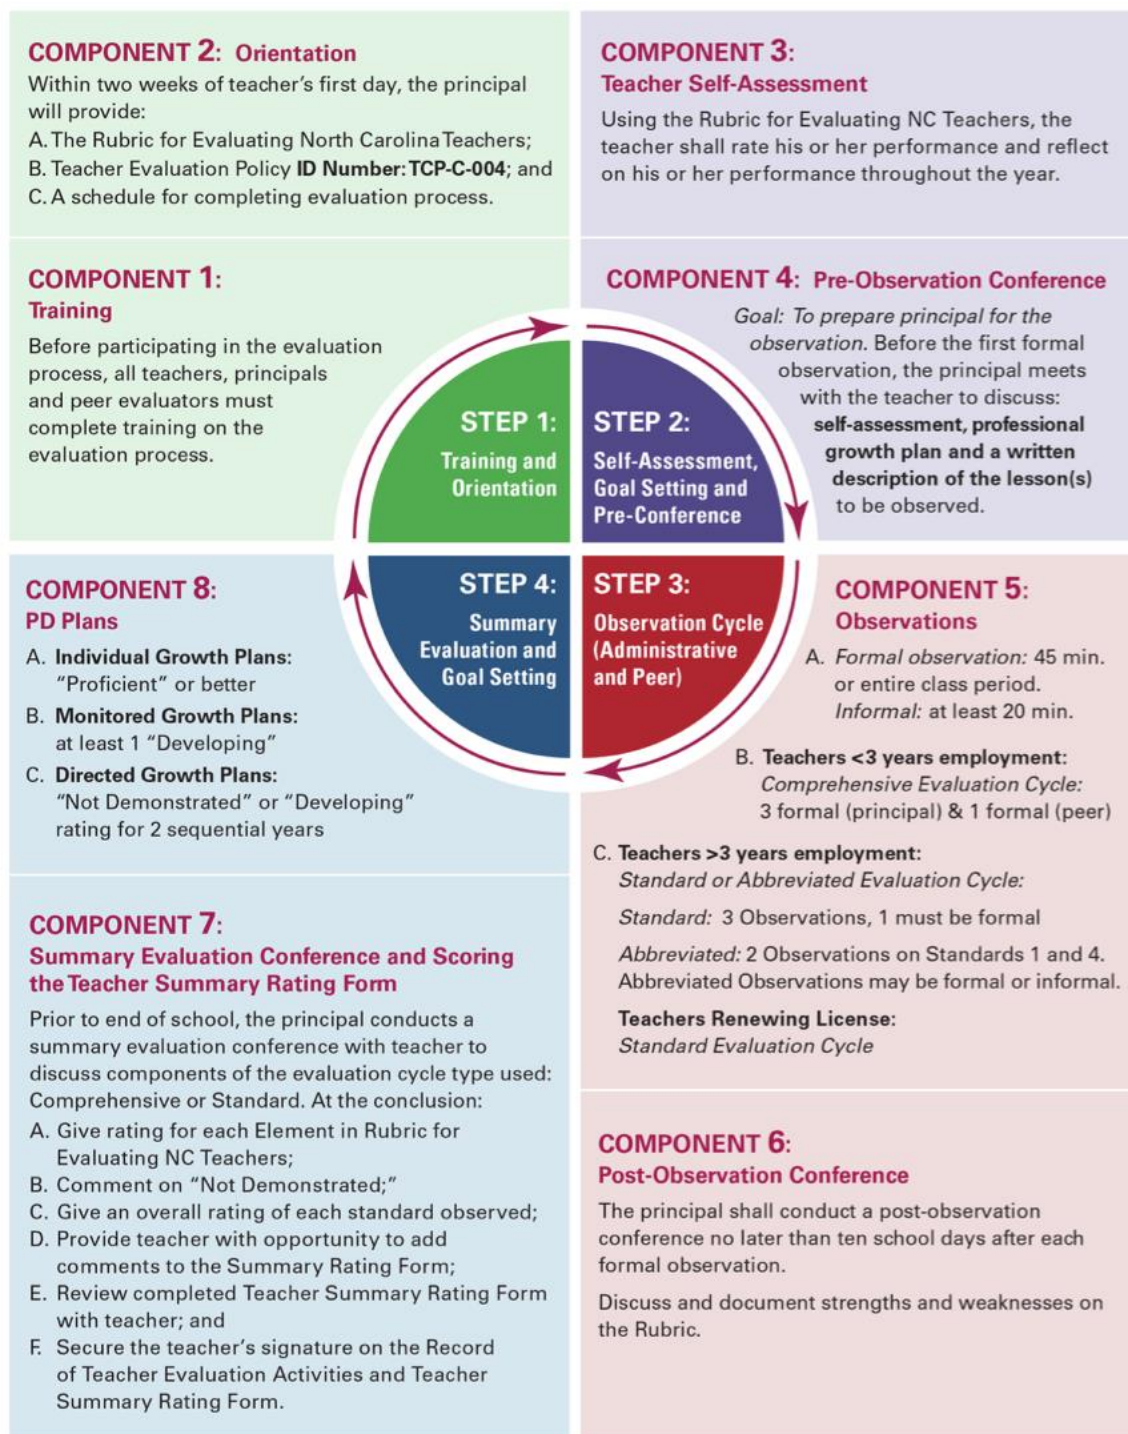 COMPONENT 2: Orientation
Within two weeks of teacher's first day, the principal
will provide:
A. The Rubric for Evaluating North Carolina Teachers;
B. Teacher Evaluation Policy ID Number: TCP-C-004; and
C. A schedule for completing evaluation process.
COMPONENT 1:
Training
Before participating in the evaluation
process, all teachers, principals
and peer evaluators must
complete training on the
evaluation process.
COMPONENT 3:
Teacher Self-Assessment
Using the Rubric for Evaluating NC Teachers, the
teacher shall rate his or her performance and reflect
on his or her performance throughout the year.
COMPONENT 4: Pre-Observation Conference
Goal: To prepare principal for the
observation. Before the first formal
observation, the principal meets
with the teacher to discuss:
self-assessment, professional
growth plan and a written
description of the lesson(s)
to be observed.
STEP 1:
Training and
Orientation
STEP 2:
Self-Assessment,
Goal Setting and
Pre-Conference
STEP 4:
Summary
Evaluation and
Goal Setting
STEP 3:
Observation Cycle
(Administrative
and Peer)
COMPONENT 8:
PD Plans
A. Individual Growth Plans:
"Proficient" or better
B. Monitored Growth Plans:
at least 1 "Developing"
C. Directed Growth Plans:
"Not Demonstrated" or "Developing"
rating for 2 sequential years
COMPONENT 7:
Summary Evaluation Conference and Scoring
the Teacher Summary Rating Form
Prior to end of school, the principal conducts a
summary evaluation conference with teacher to
discuss components of the evaluation cycle type used:
Comprehensive or Standard. At the conclusion:
A. Give rating for each Element in Rubric for
Evaluating NC Teachers;
B. Comment on "Not Demonstrated;"
C. Give an overall rating of each standard observed;
D. Provide teacher with opportunity to add
comments to the Summary Rating Form;
E. Review completed Teacher Summary Rating Form
with teacher; and
F. Secure the teacher's signature on the Record
of Teacher Evaluation Activities and Teacher
Summary Rating Form.
COMPONENT 5:
Observations
A. Formal observation: 45 min.
or entire class period.
Informal: at least 20 min.
B. Teachers <3 years employment:
Comprehensive Evaluation Cycle:
3 formal (principal) & 1 formal (peer)
C. Teachers >3 years employment:
Standard or Abbreviated Evaluation Cycle:
Standard: 3 Observations, 1 must be formal
Abbreviated: 2 Observations on Standards 1 and 4.
Abbreviated Observations may be formal or informal.
Teachers Renewing License:
Standard Evaluation Cycle
COMPONENT 6:
Post-Observation Conference
The principal shall conduct a post-observation
conference no later than ten school days after each
formal observation.
Discuss and document strengths and weaknesses on
the Rubric.